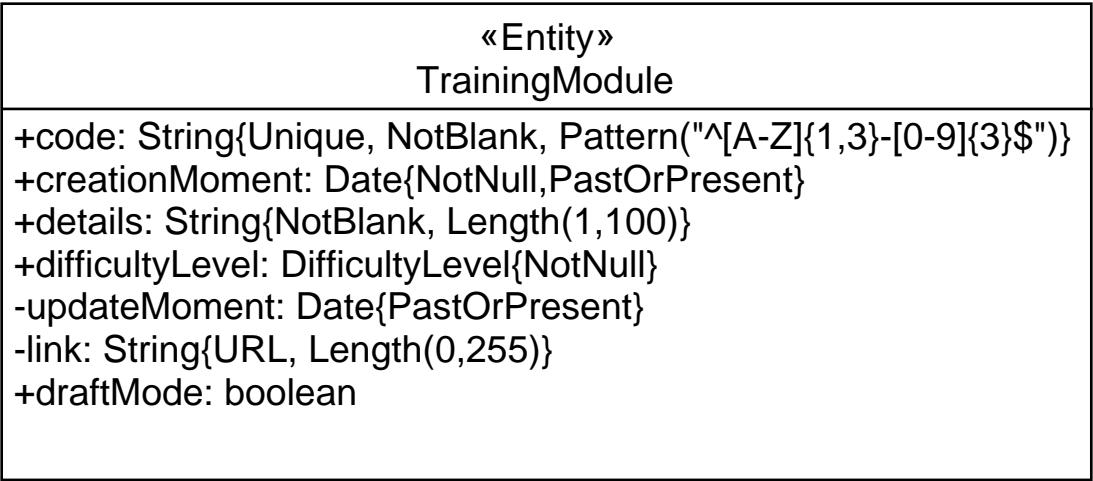 «Entity»
TrainingModule
+code: String{Unique, NotBlank, Pattern("^[A-Z]{1,3}-[0-9]{3}$")}
+creationMoment: Date{NotNull,PastOrPresent}
+details: String{NotBlank, Length(1,100)}
+difficultyLevel: DifficultyLevel{NotNull}
-updateMoment: Date{PastOrPresent}
-link: String{URL, Length(0,255)}
+draftMode: boolean